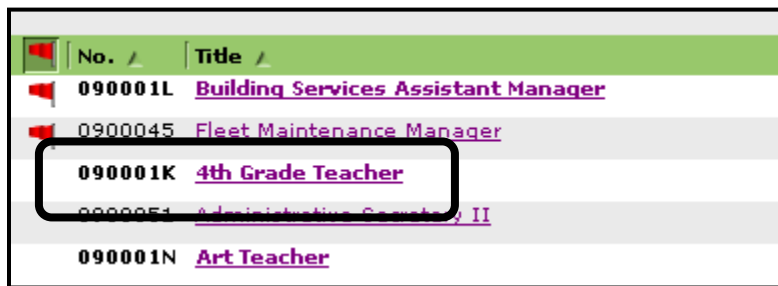 No. Title
090001L Building Services Assistant Manager
0900045 Fleet Maintenance Manager
090001K 4th Grade Teacher
0900051 Administrative Secretary II
090001N Art Teacher